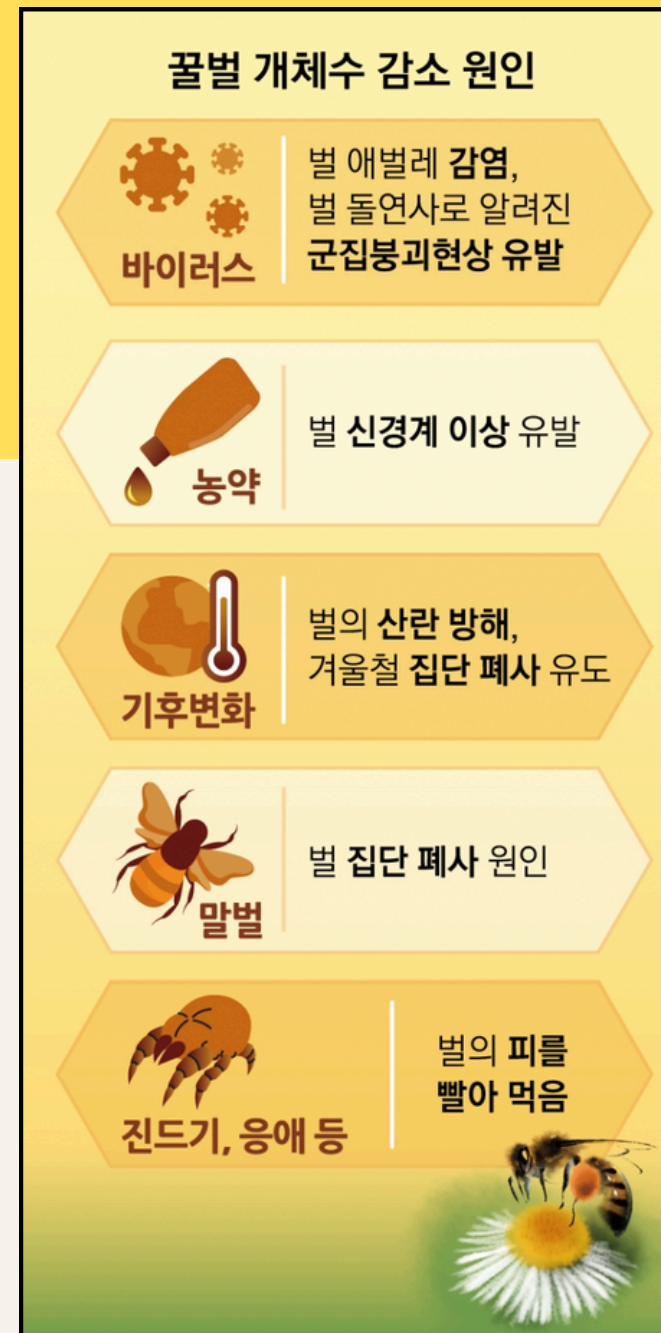 꿀벌 개체수 감소 원인
바이러스
벌 애벌레 감염,
벌 돌연사로 알려진
군집붕괴현상 유발
농약
벌 신경계 이상 유발
기후변화
벌의 산란 방해,
겨울철 집단 폐사 유도
말벌
벌 집단 폐사 원인
진드기, 응애 등
벌의 피를
빨아 먹음